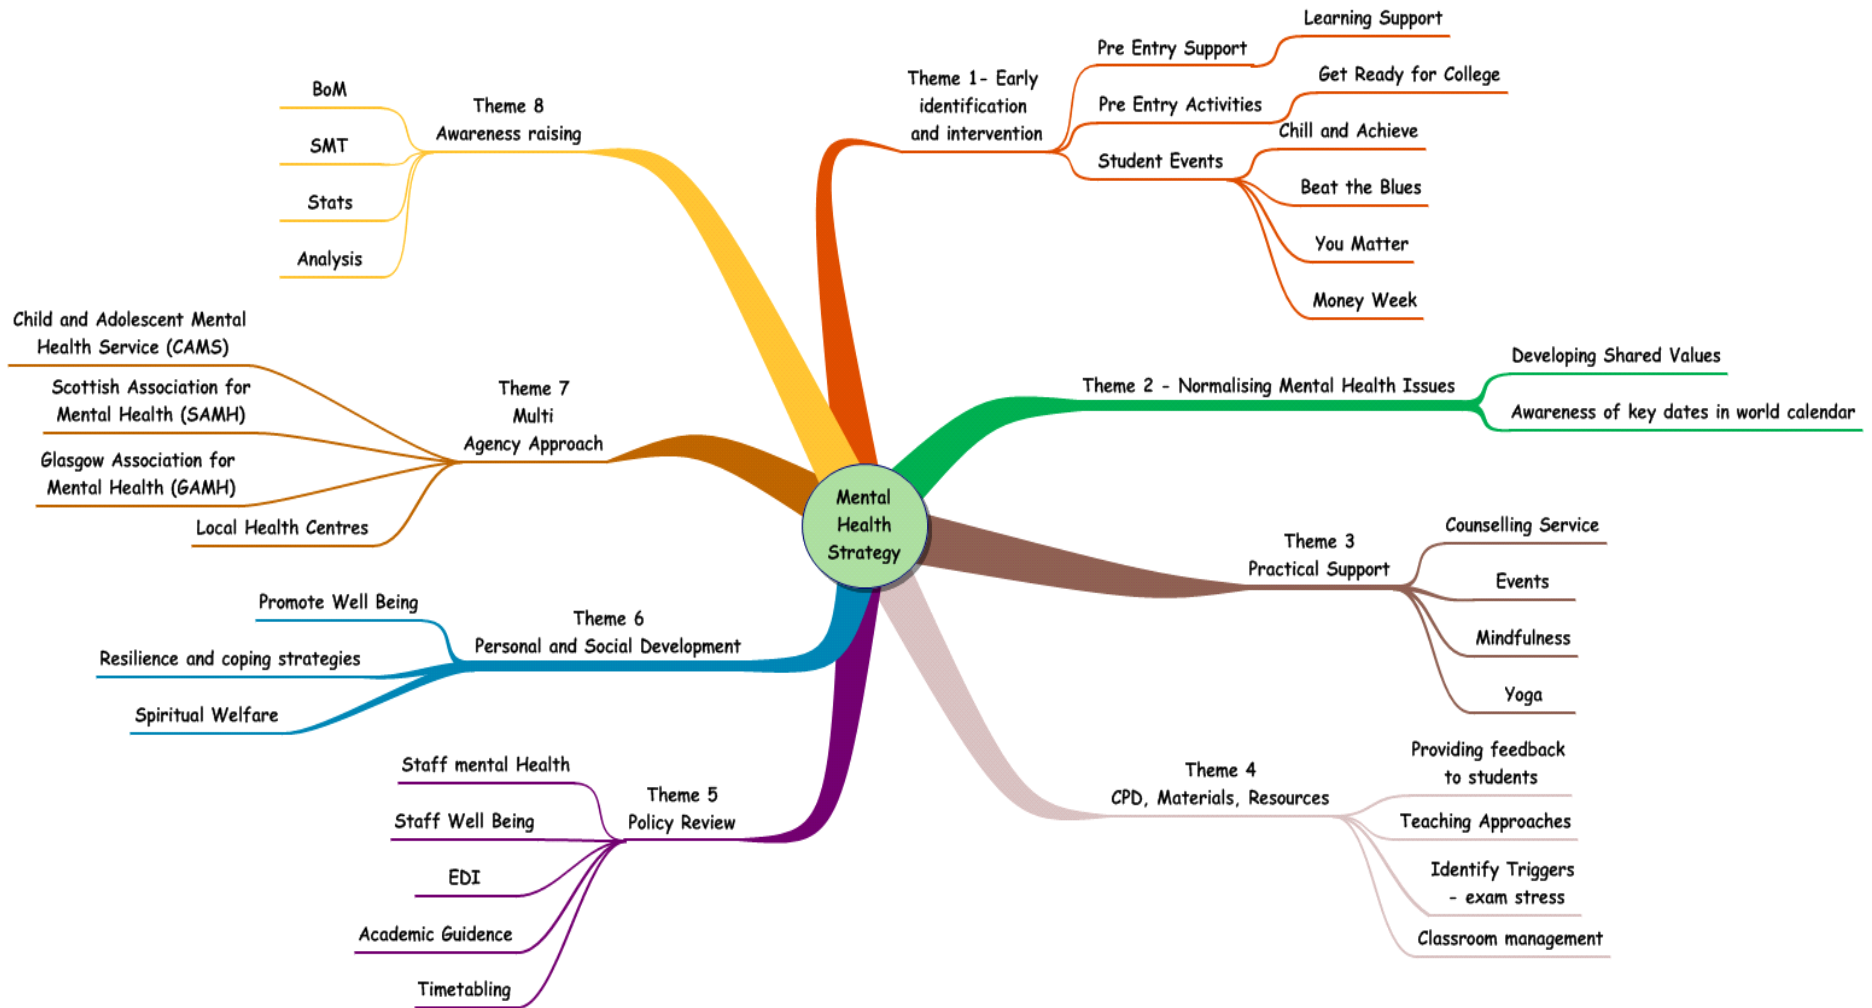 Mental
Health
Strategy
Theme 1- Early
identification
and intervention
Pre Entry Support
Learning Support
Pre Entry Activities
Get Ready for College
Student Events
Chill and Achieve
Beat the Blues
You Matter
Money Week
Theme 2 - Normalising Mental Health Issues
Developing Shared Values
Awareness of key dates in world calendar
Theme 3
Practical Support
Counselling Service
Events
Mindfulness
Yoga
Theme 4
CPD, Materials, Resources
Providing feedback
to students
Teaching Approaches
Identify Triggers
- exam stress
Classroom management
Theme 5
Policy Review
Staff mental Health
Staff Well Being
EDI
Academic Guidence
Timetabling
Theme 6
Personal and Social Development
Promote Well Being
Resilience and coping strategies
Spiritual Welfare
Theme 7
Multi
Agency Approach
Child and Adolescent Mental
Health Service (CAMS)
Scottish Association for
Mental Health (SAMH)
Glasgow Association for
Mental Health (GAMH)
Local Health Centres
Theme 8
Awareness raising
BoM
SMT
Stats
Analysis